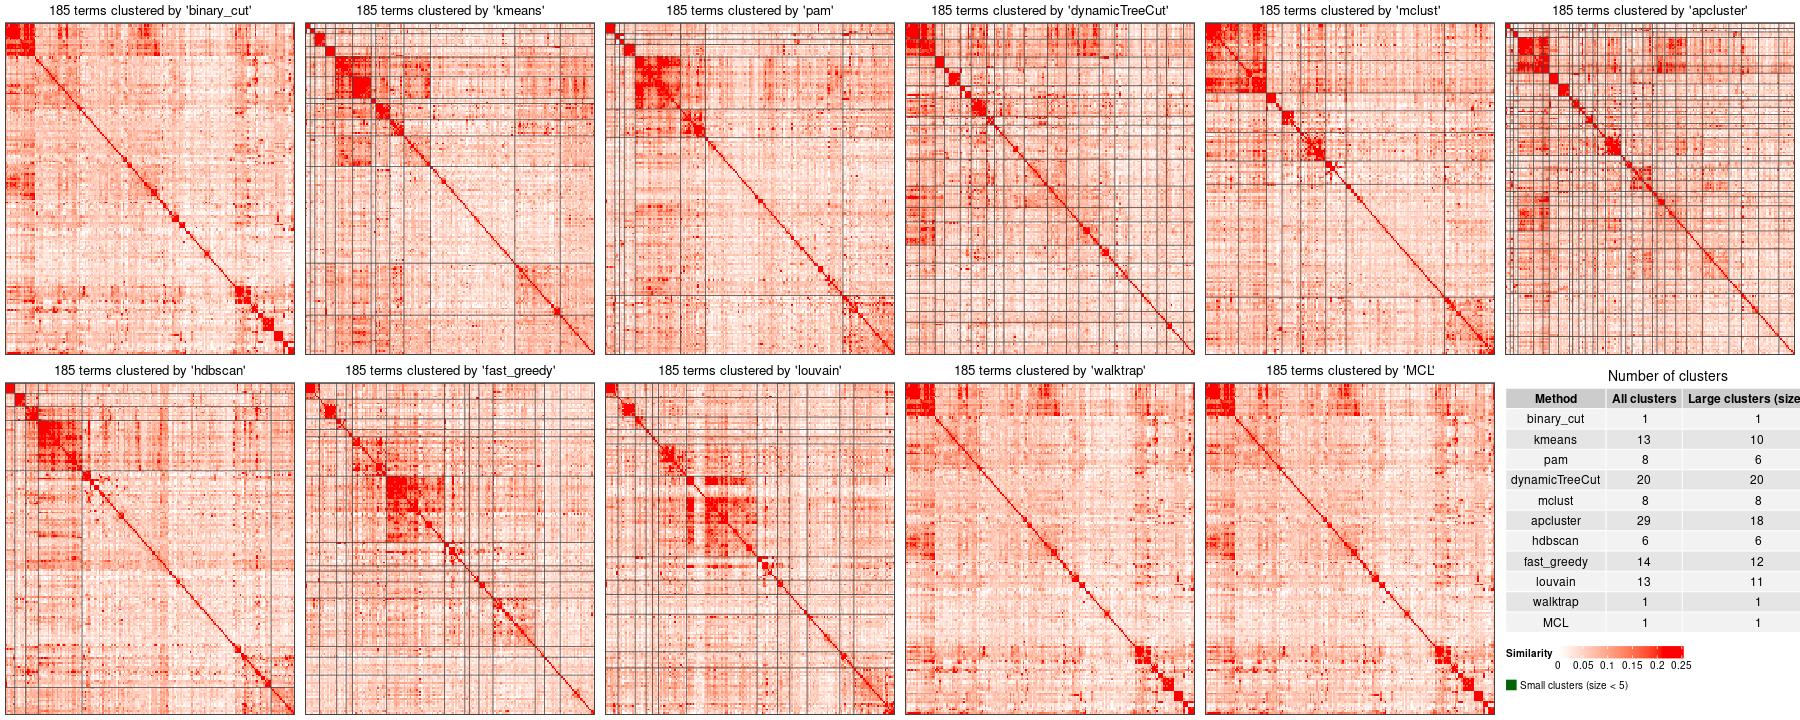 185 terms clustered by 'binary_cut'
185 terms clustered by 'kmeans'
185 terms clustered by 'pam'
185 terms clustered by 'dynamicTreeCut'
185 terms clustered by 'mclust'
185 terms clustered by 'apcluster'
185 terms clustered by 'hdbscan'
185 terms clustered by 'fast_greedy'
185 terms clustered by 'louvain'
185 terms clustered by 'walktrap'
185 terms clustered by 'MCL'
Number of clusters
Method All clusters Large clusters (size
binary_cut 1 1
kmeans 13 10
pam 8 6
dynamicTreeCut 20 20
mclust 8 8
apcluster 29 18
hdbscan 6 6
fast_greedy 14 12
louvain 13 11
walktrap 1 1
MCL 1 1
Similarity
0 0.05 0.1 0.15 0.2 0.25
Small clusters (size < 5)